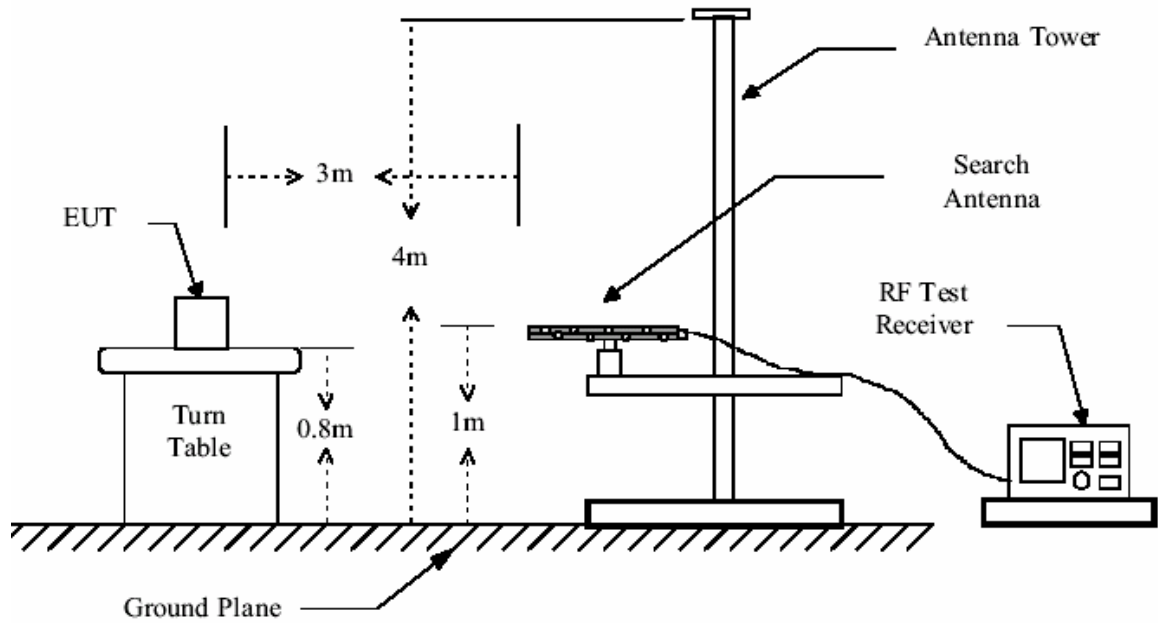 Antenna Tower
3m
Search
Antenna
EUT
4m
RF Test
Receiver
Turn
Table
0.8m
1m
Ground Plane